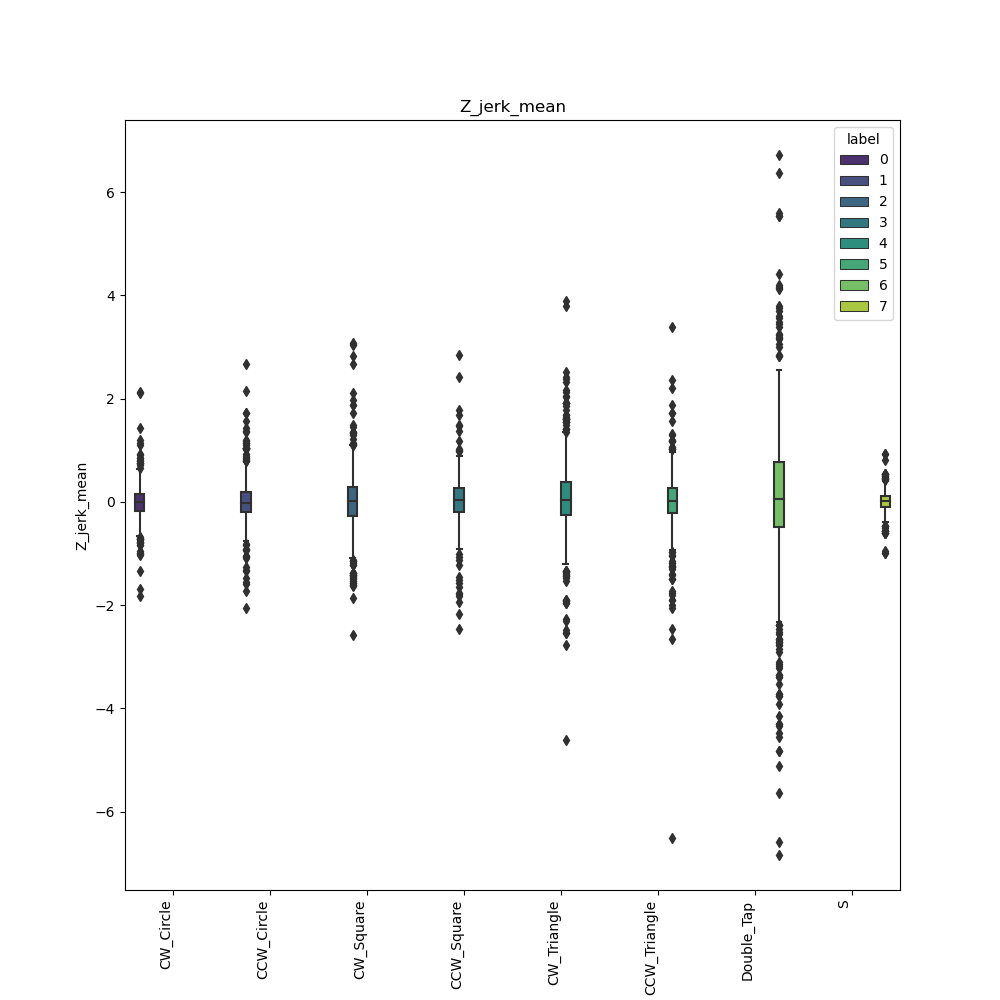 Z_jerk_mean
label
0
1
2
3
4
5
6
7
6
4
2
0
−2
−4
−6
Z_jerk_mean
CW_Circle
CCW_Circle
CW_Square
CCW_Square
CW_Triangle
CCW_Triangle
Double_Tap
S